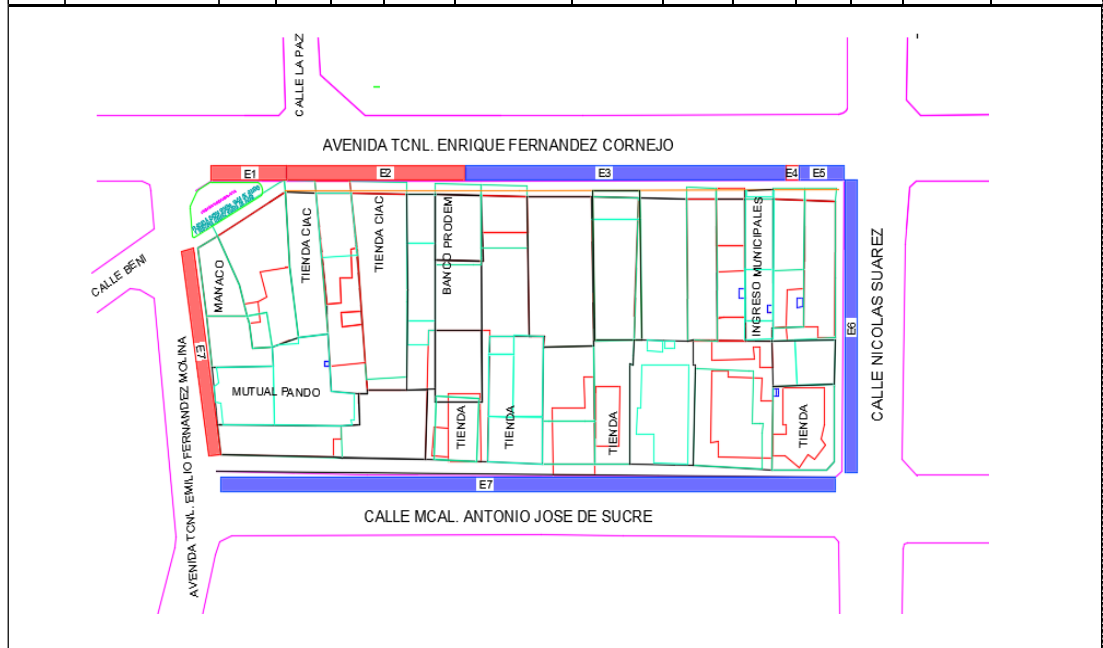 CALLE LA PAZ
AVENIDA TCNL. ENRIQUE FERNANDEZ CORNEJO
E1
E2
E3
E4
E5
CALLE BENI
MANACO
TIENDA CIAC
TIENDA CIAC
BANCO PRODEM
INGRESO MUNICIPALES
CALLE NICOLAS SUAREZ
E6
E7
AVENIDA TCNL. EMILIO FERNANDEZ MOLINA
MUTUAL PANDO
TIENDA
TIENDA
TIENDA
TIENDA
E7
CALLE MCAL. ANTONIO JOSE DE SUCRE